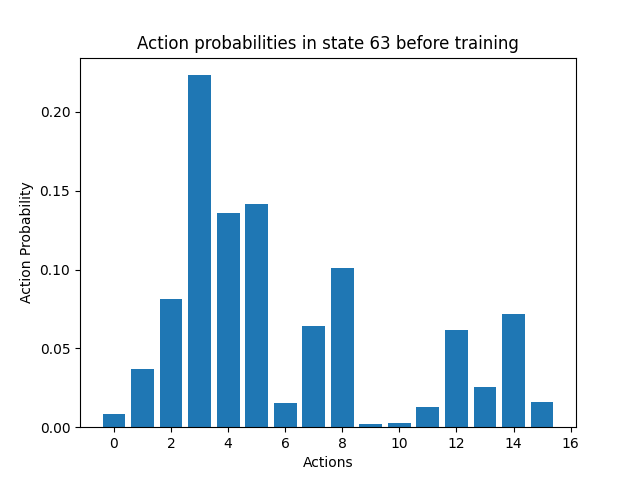 Action probabilities in state 63 before training
0.20
0.15
0.10
0.05
0.00
Action Probability
0 2 4 6 8 10 12 14 16
Actions